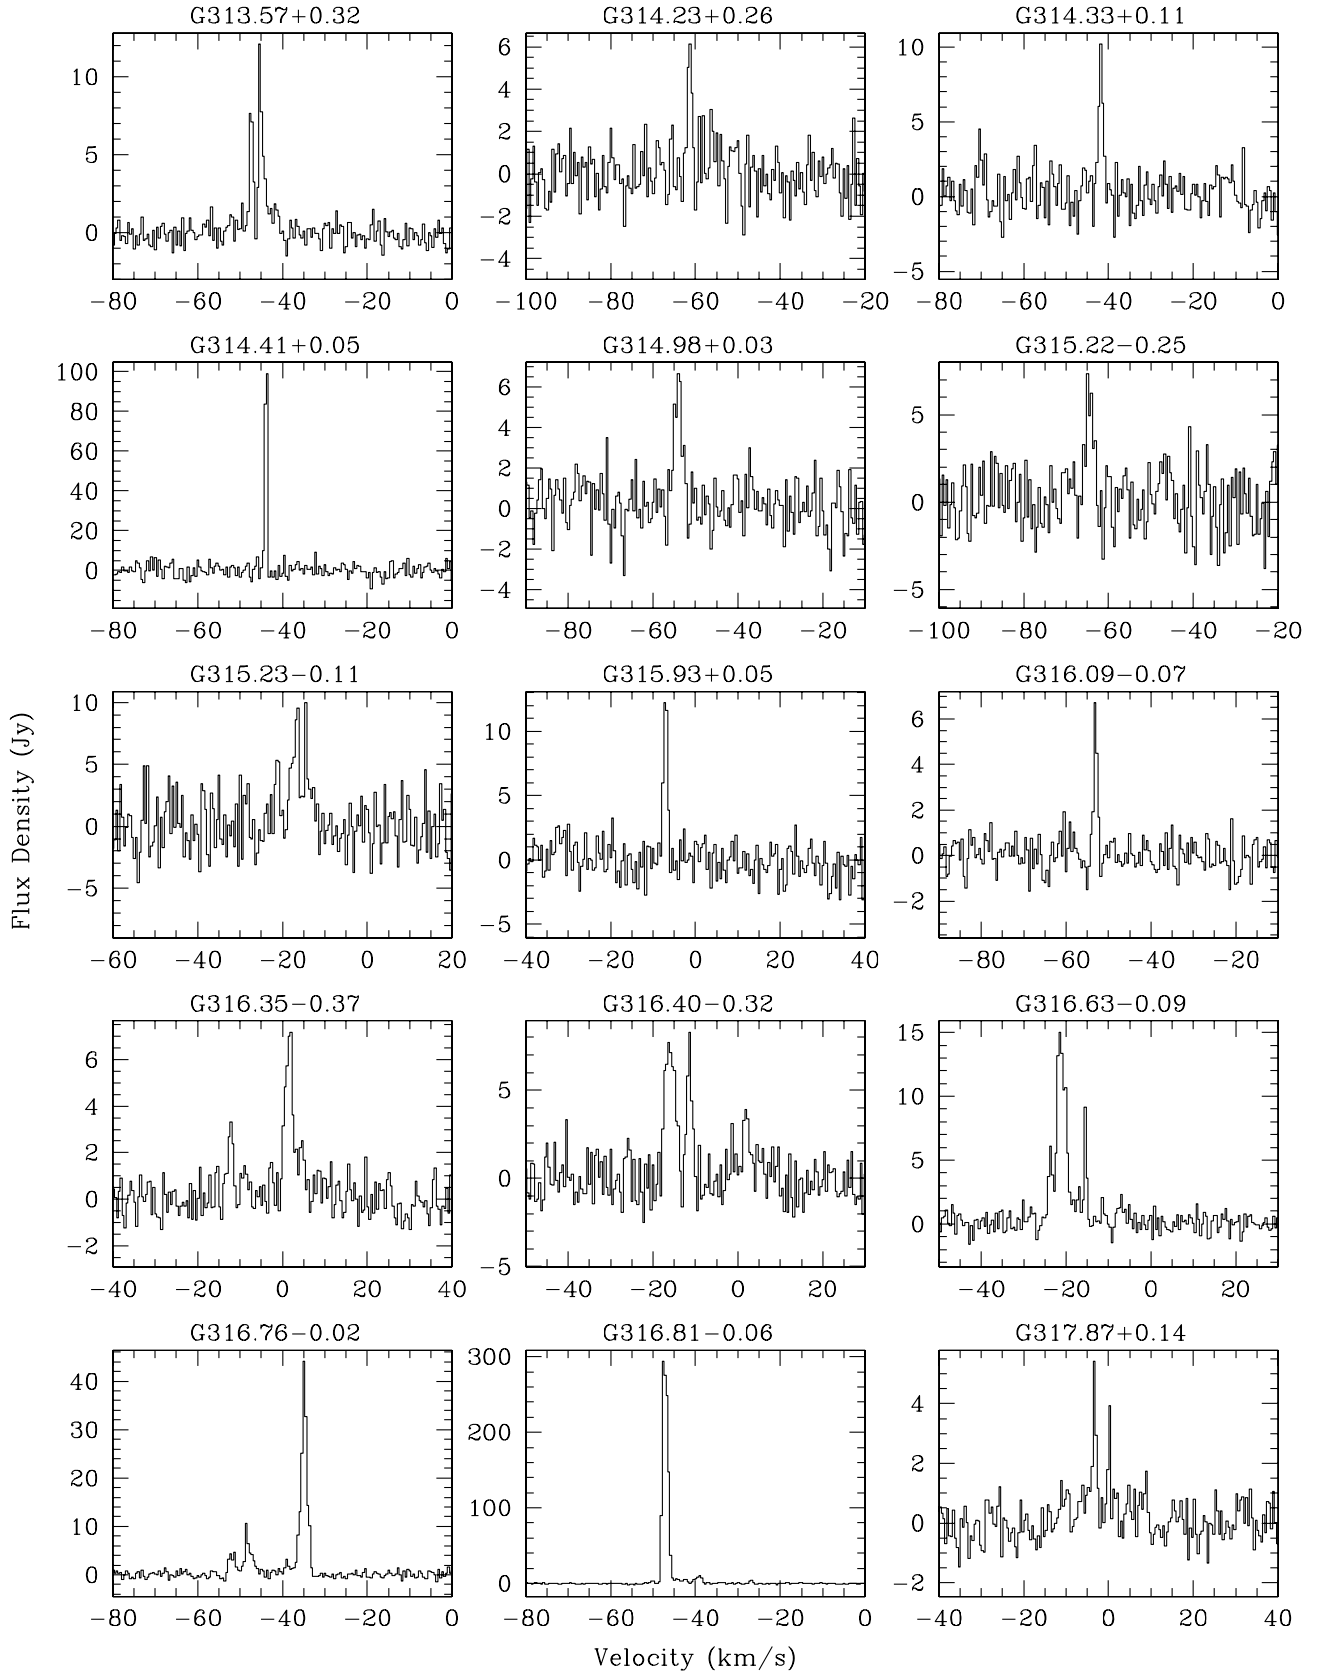 G313.57+0.32 G314.23+0.26 G314.33+0.11
10 5 0
6 4 2 0 −2 −4
10 5 0 −5
−80 −60 −40 −20 0 −100 −80 −60 −40 −20 −80 −60 −40 −20 0
G314.41+0.05 G314.98+0.03 G315.22−0.25
100 80 60 40 20 0
6 4 2 0 −2 −4
5 0 −5
−80 −60 −40 −20 0 −80 −60 −40 −20 −100 −80 −60 −40 −20
G315.23−0.11 G315.93+0.05 G316.09−0.07
10 5 0 −5
10 5 0 −5
6 4 2 0 −2
Flux Density (Jy)
−60 −40 −20 0 20 −40 −20 0 20 40 −80 −60 −40 −20
G316.35−0.37 G316.40−0.32 G316.63−0.09
6 4 2 0 −2
5 0 −5
15 10 5 0
−40 −20 0 20 40 −40 −20 0 20 −40 −20 0 20
G316.76−0.02 G316.81−0.06 G317.87+0.14
40 30 20 10 0
300 200 100 0
4 2 0 −2
−80 −60 −40 −20 0 −80 −60 −40 −20 0 −40 −20 0 20 40
Velocity (km/s)